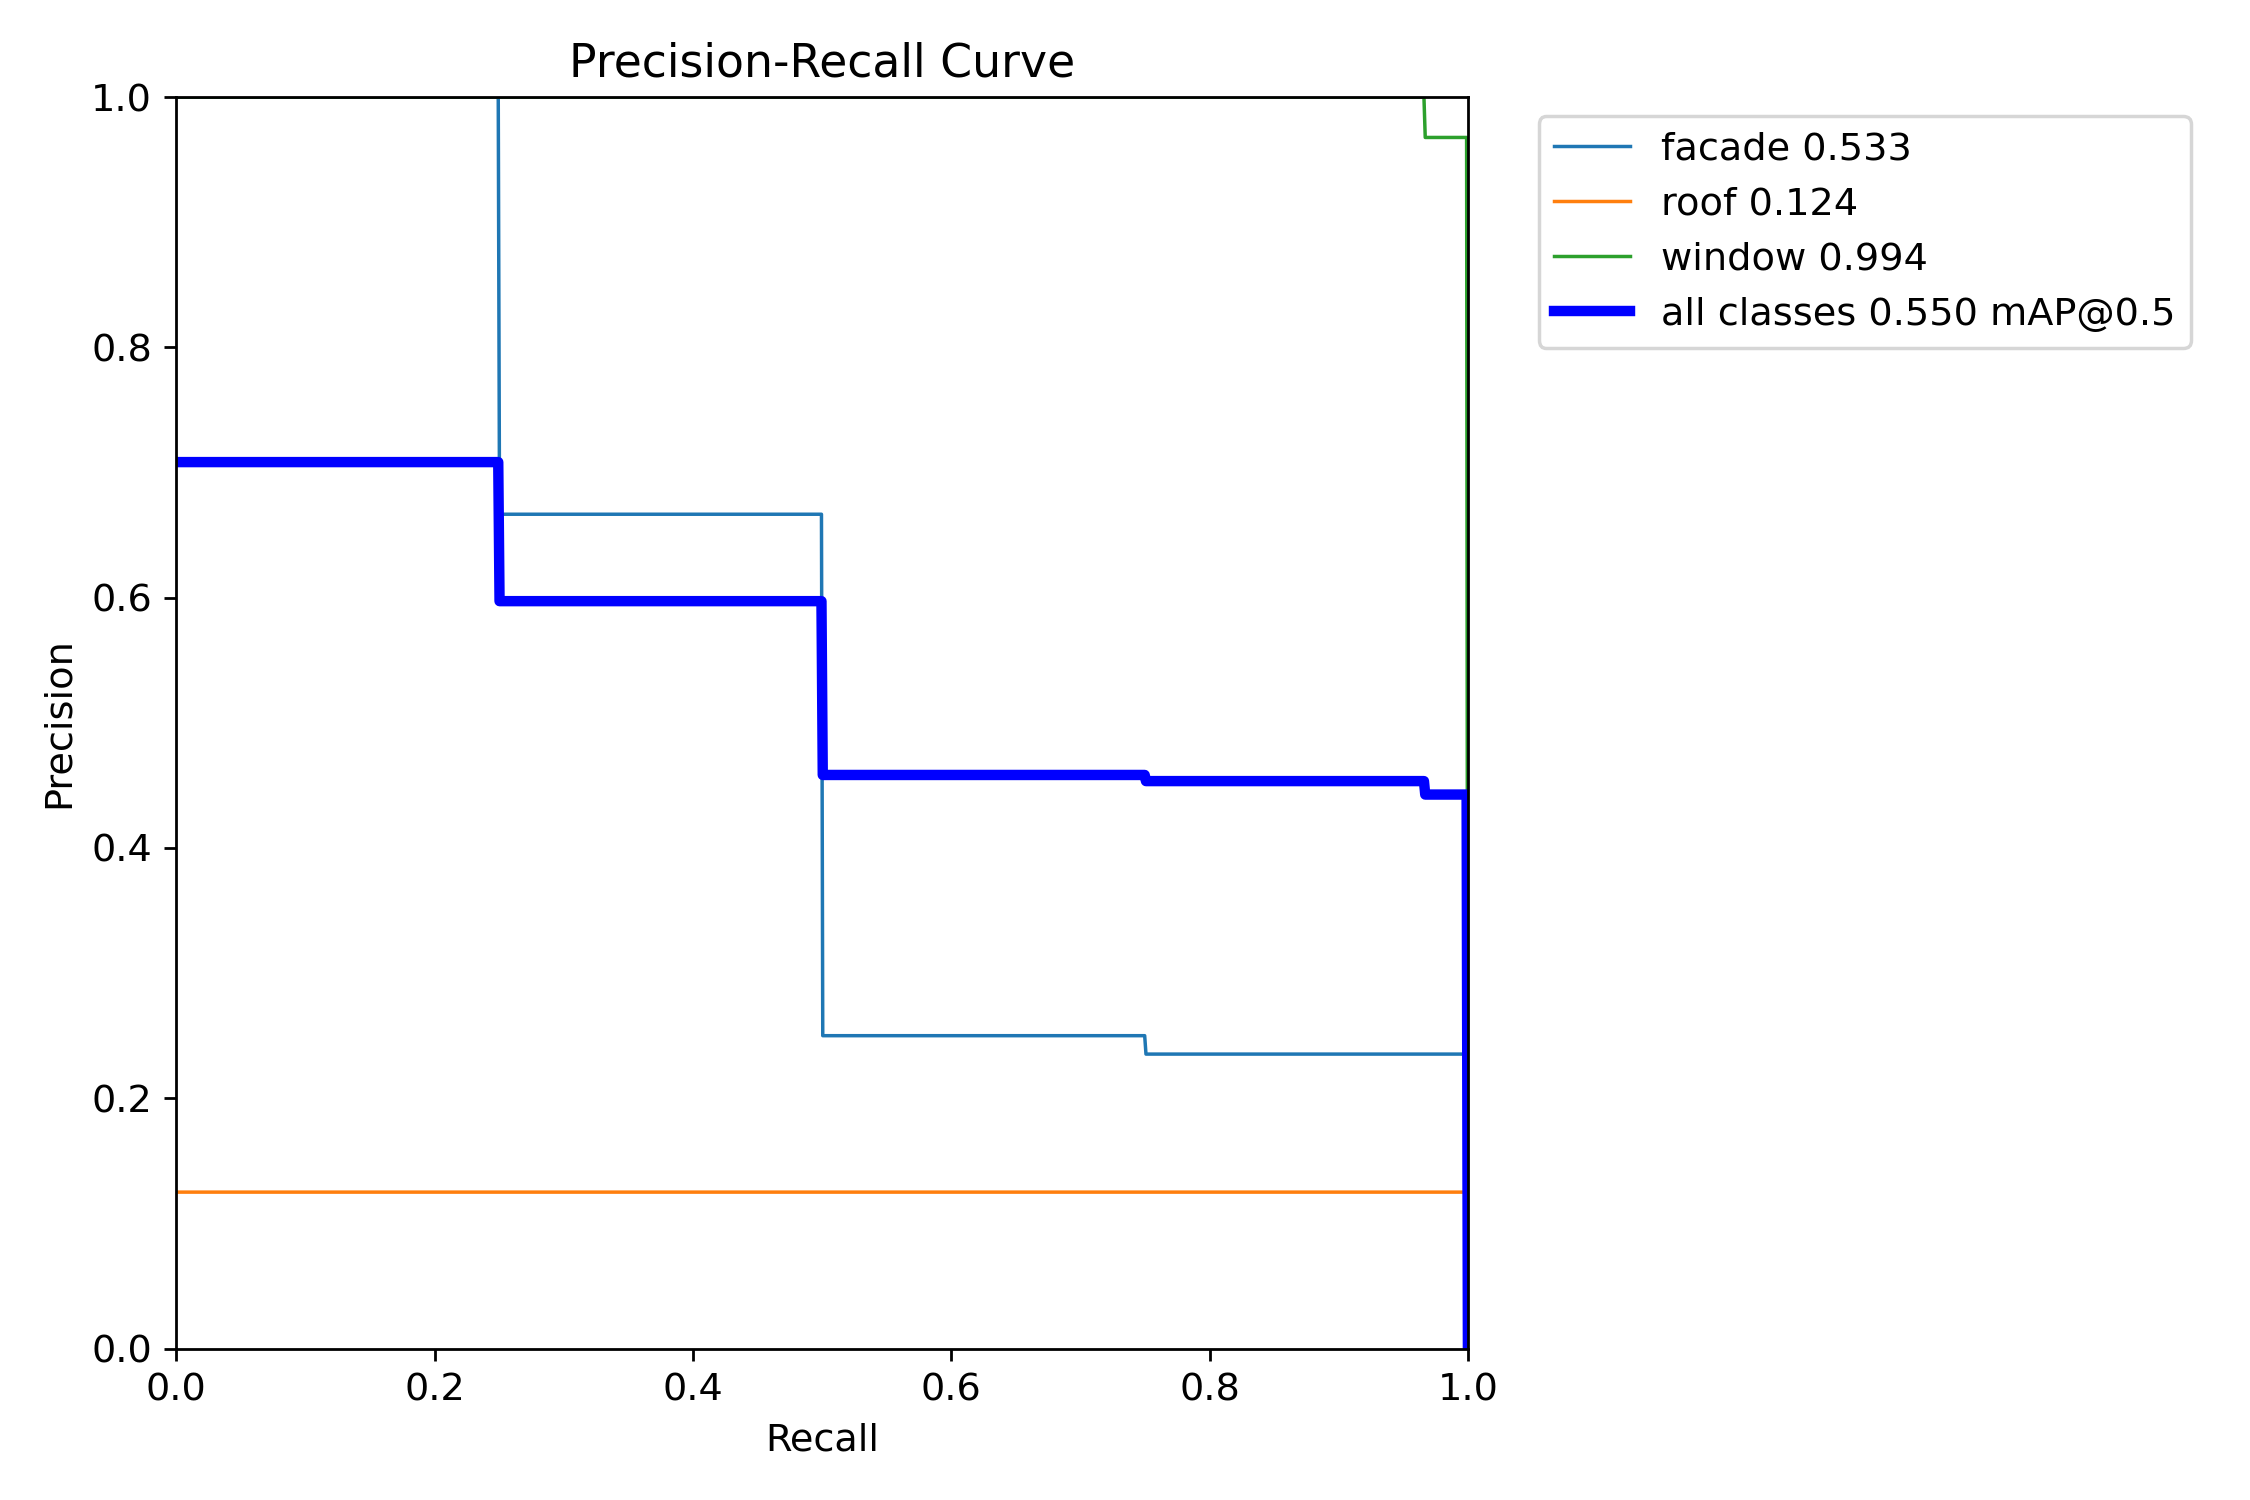 Precision-Recall Curve
1.0
0.8
0.6
0.4
0.2
0.0
Precision
0.0 0.2 0.4 0.6 0.8 1.0
Recall
facade 0.533
roof 0.124
window 0.994
all classes 0.550 mAP@0.5